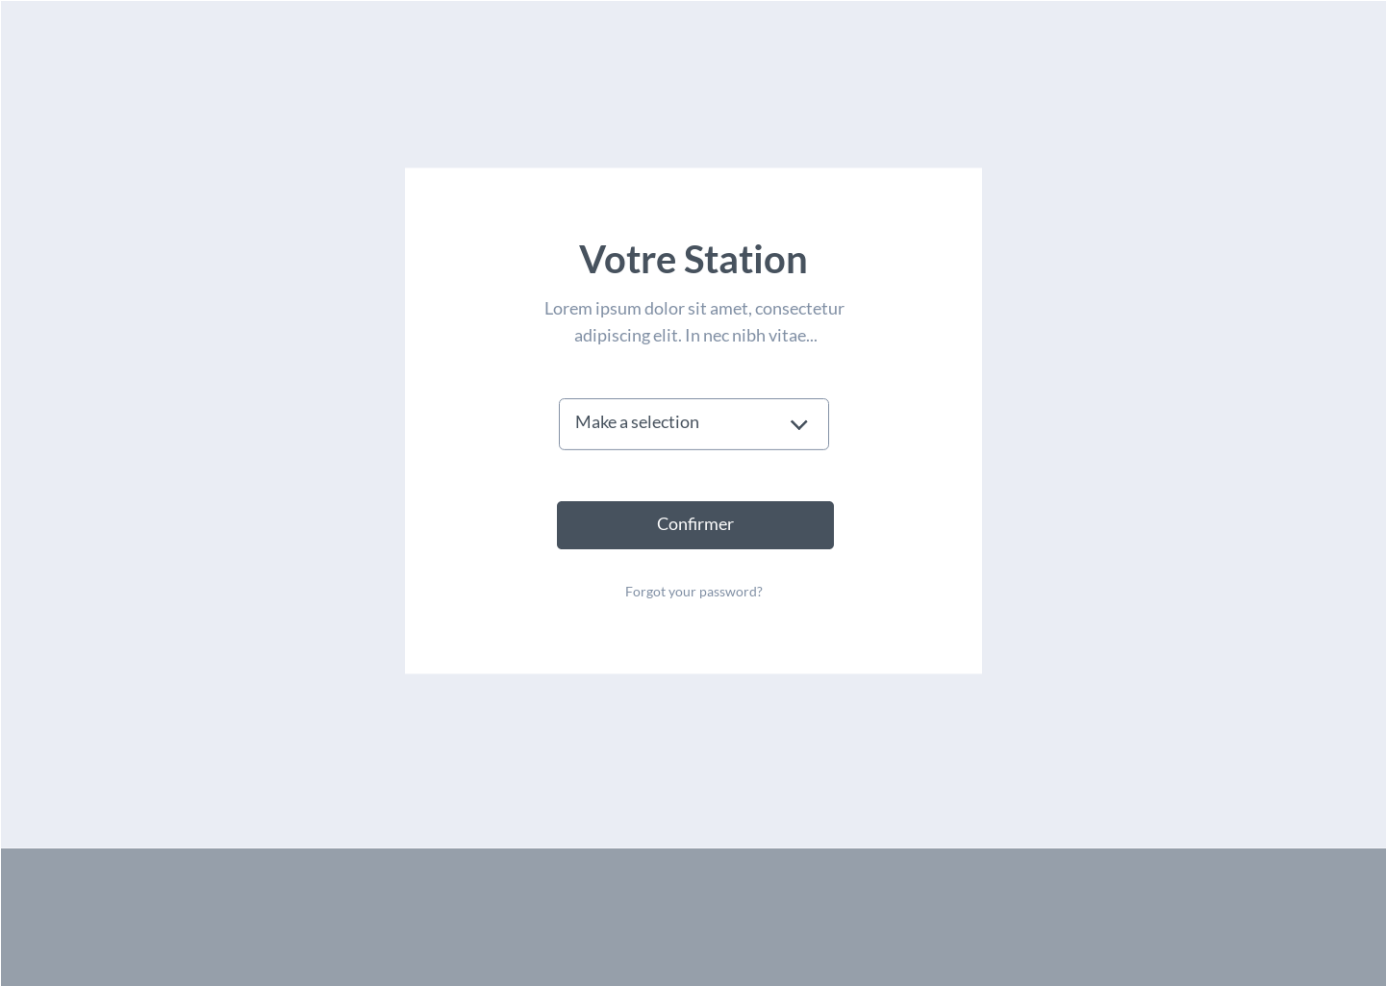 Votre Station
Lorem ipsum dolor sit amet, consectetur
adipiscing elit. In nec nibh vitae...
Make a selection
Confirmer
Forgot your password?